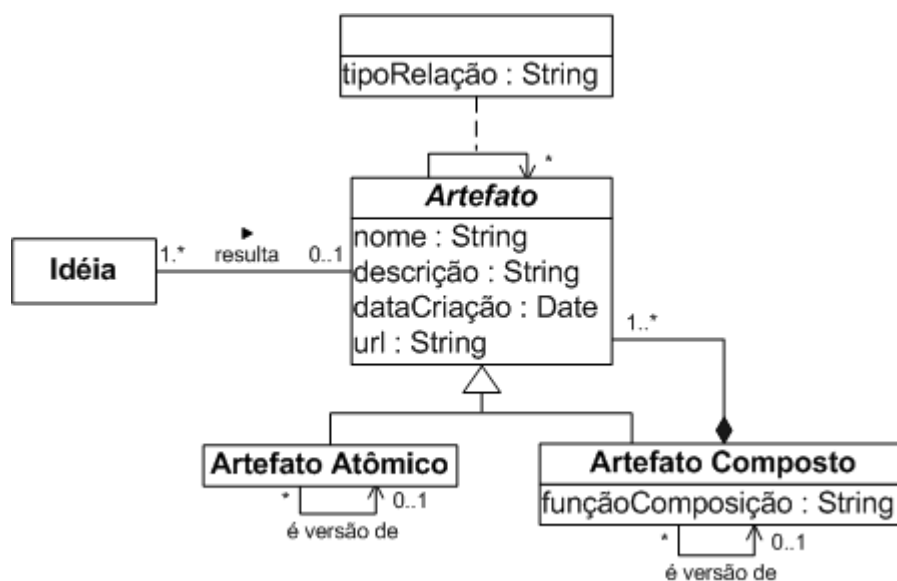 tipoRelação : String
*
Artefato
nome : String
descrição : String
dataCriação : Date
url : String
Idéia
1.*
resulta
0..1
1..*
Artefato Atômico
*
0..1
é versão de
Artefato Composto
funçãoComposição : String
*
0..1
é versão de